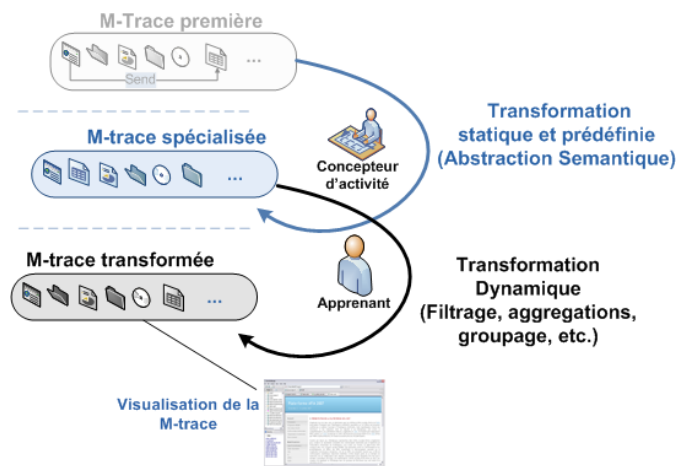 M-Trace première
Send
...
M-trace spécialisée
...
Concepteur
d'activité
Transformation
statique et prédéfinie
(Abstraction Semantique)
M-trace transformée
...
Apprenant
Transformation
Dynamique
(Filtrage, aggregations,
groupage, etc.)
Visualisation de la
M-trace